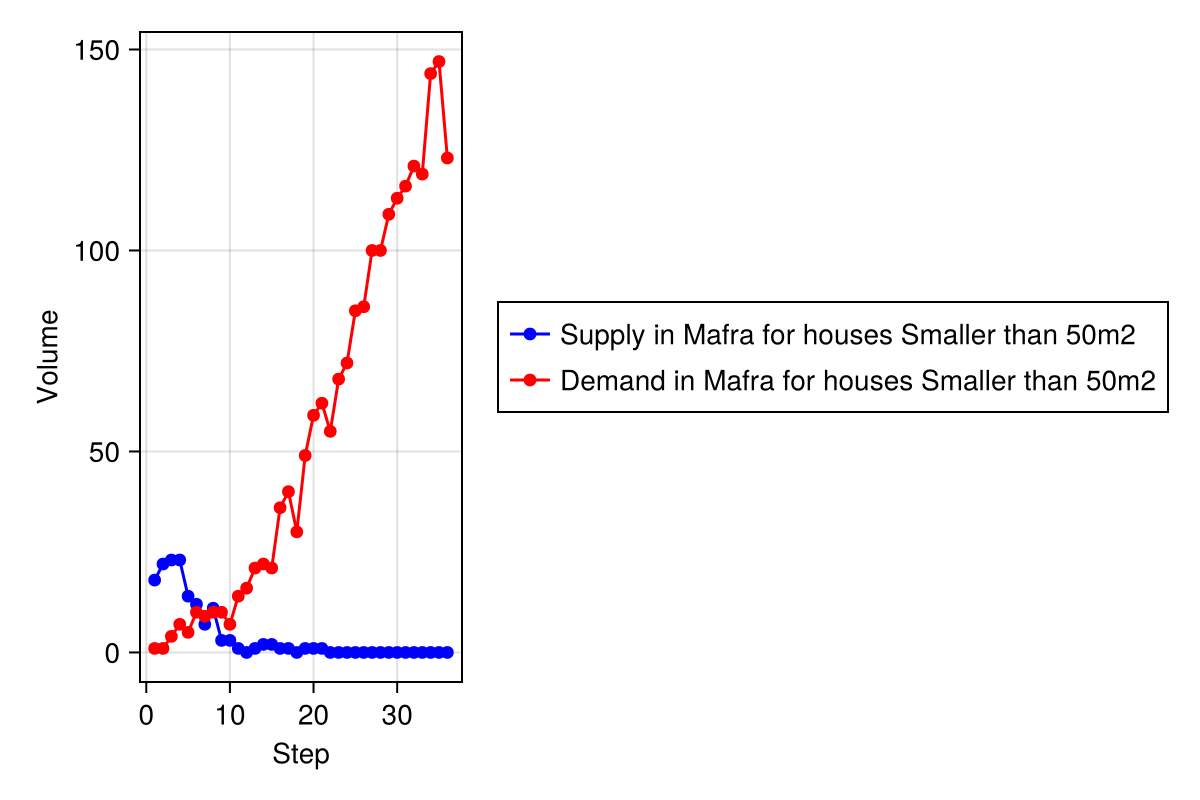 150
100
50
0
Volume
0 10 20 30
Step
Supply in Mafra for houses Smaller than 50m2
Demand in Mafra for houses Smaller than 50m2